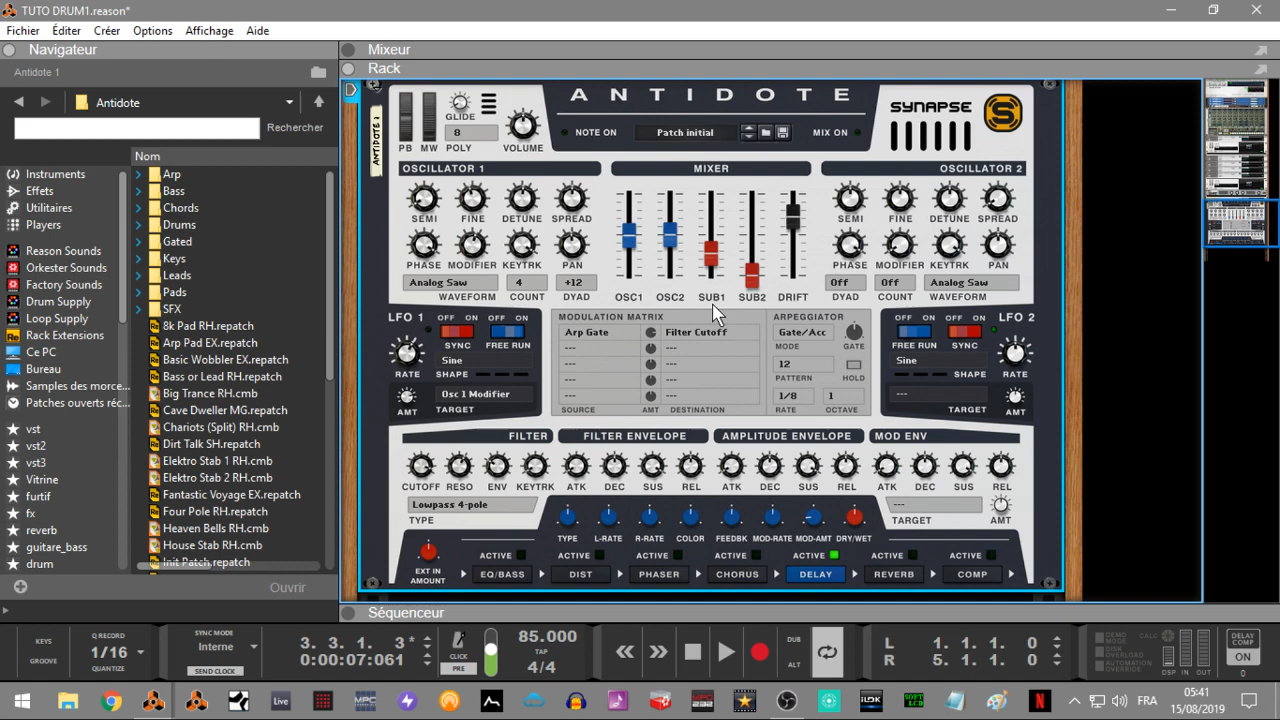 TUTO DRUM1.reason*
Fichier Éditer Créer Options Affichage Aide
Navigateur
Antidote 1
Antidote
Rechercher
Nom
Instruments
Effets
Utilitaires
Players
Reason Sounds
Orkester Sounds
Drum Supply
Loop Supply
Rack Extensions
Ce PC
Bureau
Samples des morce...
Patches ouverts réc...
vst
vst2
vst3
Vitrine
furtif
fx
reverb
guitare_bass
drum
Arp
Bass
Chords
Drums
Gated
Keys
Leads
Pads
SFX
8k Pad RH.repatch
Arp Pad EX.repatch
Basic Wobbler EX.repatch
Bass or Lead RH.repatch
Big Trance RH.cmb
Cave Dweller MG.repatch
Chariots (Split) RH.cmb
Dirt Talk SH.repatch
Elektro Stab 1 RH.cmb
Elektro Stab 2 RH.cmb
Fantastic Voyage EX.repatch
Four Pole RH.repatch
Heaven Bells RH.cmb
House Stab RH.cmb
Init Patch.repatch
Ouvrir
Mixeur
Rack
ANTIDOTE
ANTIDOTE 1
PB MW
GLIDE
8
POLY
VOLUME
NOTE ON Patch initial MIX ON
SYNAPSE S
OSCILLATOR 1 MIXER OSCILLATOR 2
SEMI FINE DETUNE SPREAD
PHASE MODIFIER KEYTRK PAN
Analog Saw 4 +12
WAVEFORM COUNT DYAD
OSC1 OSC2 SUB1 SUB2 DRIFT
SEMI FINE DETUNE SPREAD
PHASE MODIFIER KEYTRK PAN
Off Off Analog Saw
DYAD COUNT WAVEFORM
LFO 1 OFF ON OFF ON
SYNC FREE RUN
Sine
RATE SHAPE
Osc 1 Modifier
AMT TARGET
MODULATION MATRIX
Arp Gate Filter Cutoff
--- ---
--- ---
--- ---
--- ---
SOURCE AMT DESTINATION
ARPEGGIATOR
Gate/Acc
MODE GATE
12
PATTERN HOLD
1/8 1
RATE OCTAVE
OFF ON OFF ON LFO 2
FREE RUN SYNC
Sine
SHAPE RATE
---
TARGET AMT
FILTER FILTER ENVELOPE AMPLITUDE ENVELOPE MOD ENV
CUTOFF RESO ENV KEYTRK ATK DEC SUS REL ATK DEC SUS REL ATK DEC SUS REL
Lowpass 4-pole
TYPE
---
TARGET AMT
TYPE L-RATE R-RATE COLOR FEEDBK MOD-RATE MOD-AMT DRY/WET
EXT IN AMOUNT
ACTIVE ACTIVE ACTIVE ACTIVE ACTIVE ACTIVE ACTIVE
EQ/BASS DIST PHASER CHORUS DELAY REVERB COMP
Séquenceur
KEYS
GROOVE
Q RECORD
1/16
SYNC MODE
Interne
SEND CLOCK
3. 3. 1. 3 *
0:00:07:061
CLICK
PRE
85.000
TAP
4/4
DUB
ALT
L 1. 1. 1. 0
R 5. 1. 1. 0
DEMO MODE
CALC
DISK OVERLOAD
AUTOMATION OVERRIDE
DSP IN OUT
DELAY COMP
ON
0
Live
MPC
FRA
05:41
15/08/2019